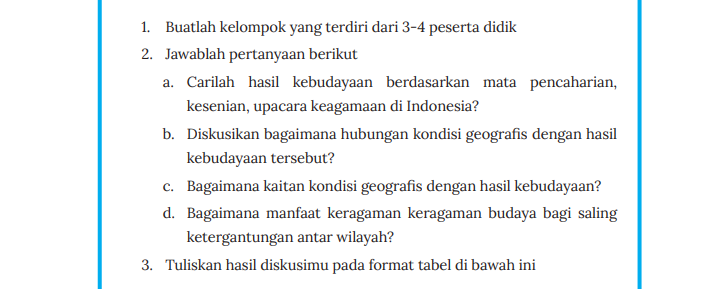 1. Buatlah kelompok yang terdiri dari 3-4 peserta didik
2. Jawablah pertanyaan berikut
a. Carilah hasil kebudayaan berdasarkan mata pencaharian,
kesenian, upacara keagamaan di Indonesia?
b. Diskusikan bagaimana hubungan kondisi geografis dengan hasil
kebudayaan tersebut?
c. Bagaimana kaitan kondisi geografis dengan hasil kebudayaan?
d. Bagaimana manfaat keragaman keragaman budaya bagi saling
ketergantungan antar wilayah?
3. Tuliskan hasil diskusimu pada format tabel di bawah ini